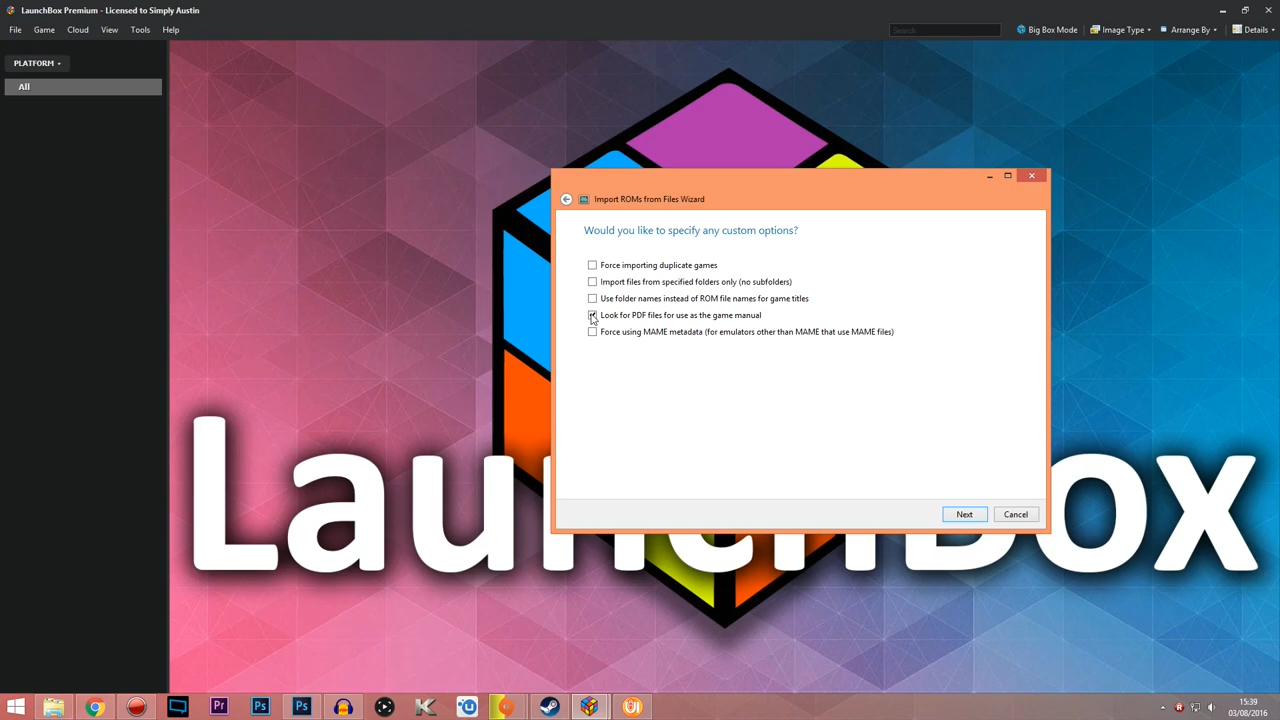 LaunchBox Premium - Licensed to Simply Austin
File Game Cloud View Tools Help
Search
Big Box Mode Image Type Arrange By Details
PLATFORM
All
Import ROMs from Files Wizard
Would you like to specify any custom options?
Force importing duplicate games
Import files from specified folders only (no subfolders)
Use folder names instead of ROM file names for game titles
Look for PDF files for use as the game manual
Force using MAME metadata (for emulators other than MAME that use MAME files)
Next Cancel
LaunchBox
Pr Ps Ps K
15:39
03/08/2016